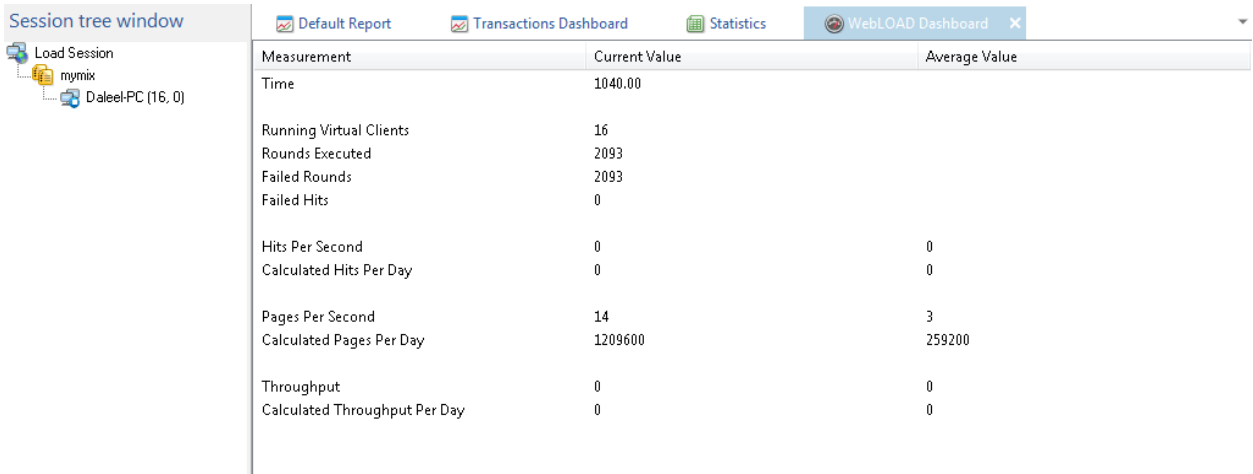 Session tree window
Load Session
mymix
Daleel-PC (16, 0)
Default Report Transactions Dashboard Statistics WebLOAD Dashboard
Measurement Current Value Average Value
Time 1040.00
Running Virtual Clients 16
Rounds Executed 2093
Failed Rounds 2093
Failed Hits 0
Hits Per Second 0 0
Calculated Hits Per Day 0 0
Pages Per Second 14 3
Calculated Pages Per Day 1209600 259200
Throughput 0 0
Calculated Throughput Per Day 0 0